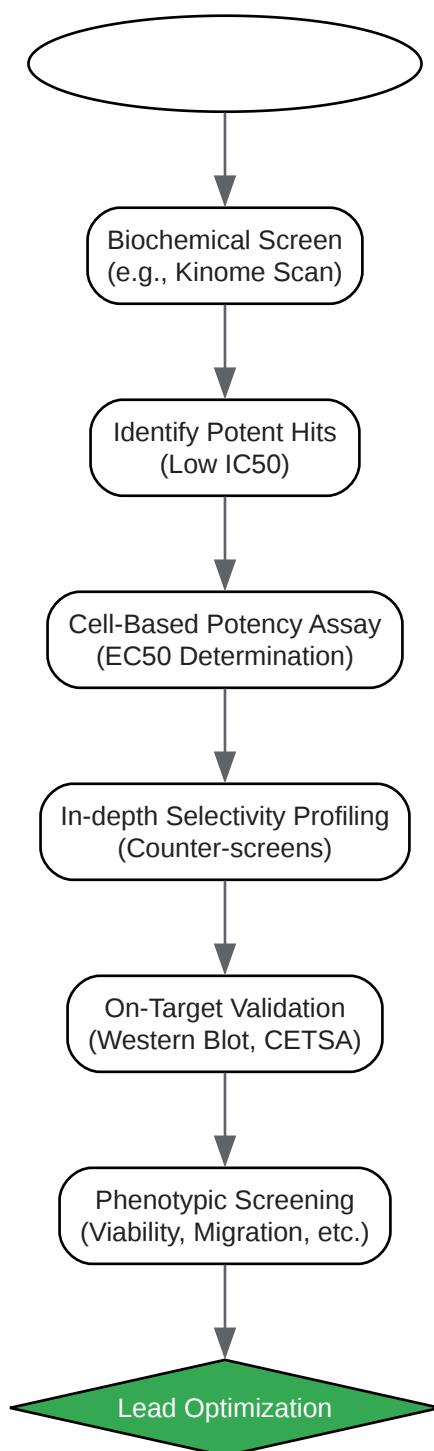 Biochemical Screen
(e.g., Kinome Scan)
Identify Potent Hits
(Low IC50)
Cell-Based Potency Assay
(EC50 Determination)
In-depth Selectivity Profiling
(Counter-screens)
On-Target Validation
(Western Blot, CETSA)
Phenotypic Screening
(Viability, Migration, etc.)
Lead Optimization